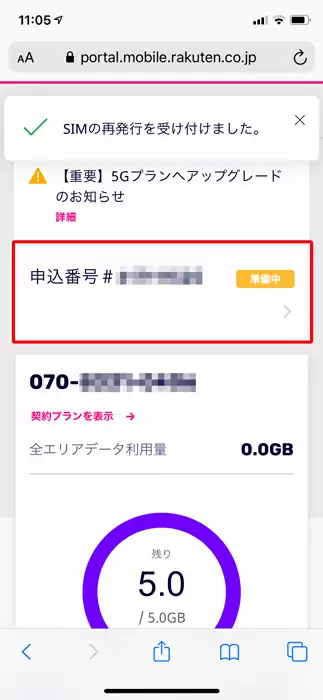 11:05
AA portal.mobile.rakuten.co.jp
SIMの再発行を受け付けました。
【重要】5Gプランへアップグレード
のお知らせ
詳細
申込番号#
準備中
070-
契約プランを表示 →
全エリアデータ利用量 0.0GB
残り
5.0
/ 5.0GB